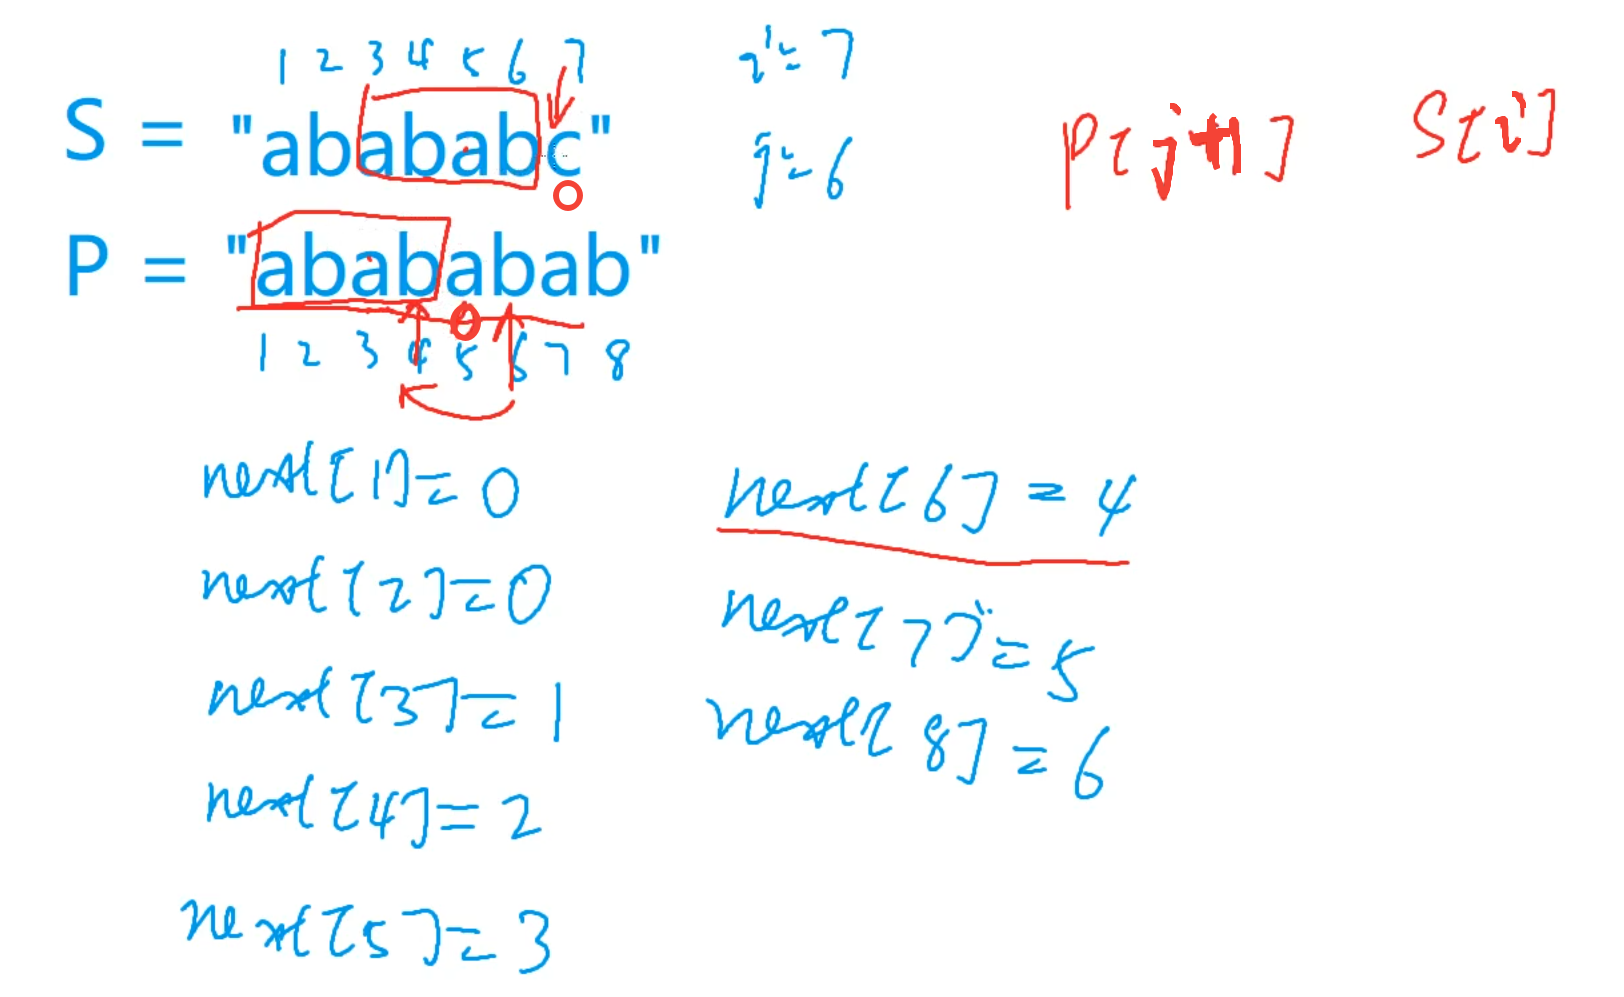 1 2 3 4 5 6 7
S = "abababc"
i = 7
j = 6
P[j+1] S[i]
P = "abababab"
1 2 3 4 5 6 7 8
next[1]=0
next[2]=0
next[3]=1
next[4]=2
next[5]=3
next[6]=4
next[7]=5
next[8]=6